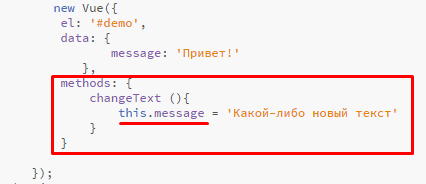 new Vue({
el: '#demo',
data: {
message: 'Привет!'
},
methods: {
changeText (){
this.message = 'Какой-либо новый текст'
}
}
});